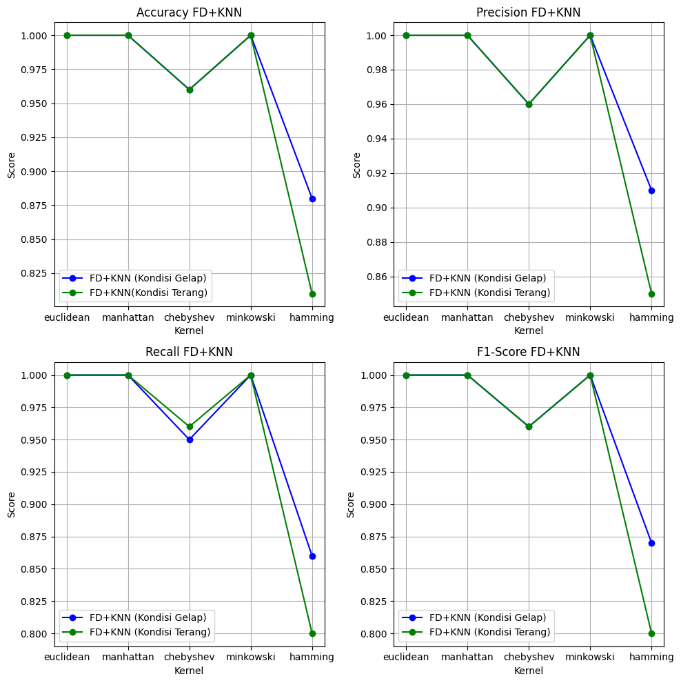 Accuracy FD+KNN
1.000
0.975
0.950
0.925
0.900
0.875
0.850
0.825
Score
FD+KNN (Kondisi Gelap)
FD+KNN(Kondisi Terang)
euclidean manhattan chebyshev minkowski hamming
Kernel
Precision FD+KNN
1.00
0.98
0.96
0.94
0.92
0.90
0.88
0.86
Score
FD+KNN (Kondisi Gelap)
FD+KNN (Kondisi Terang)
euclidean manhattan chebyshev minkowski hamming
Kernel
Recall FD+KNN
1.000
0.975
0.950
0.925
0.900
0.875
0.850
0.825
0.800
Score
FD+KNN (Kondisi Gelap)
FD+KNN (Kondisi Terang)
euclidean manhattan chebyshev minkowski hamming
Kernel
F1-Score FD+KNN
1.000
0.975
0.950
0.925
0.900
0.875
0.850
0.825
0.800
Score
FD+KNN (Kondisi Gelap)
FD+KNN (Kondisi Terang)
euclidean manhattan chebyshev minkowski hamming
Kernel